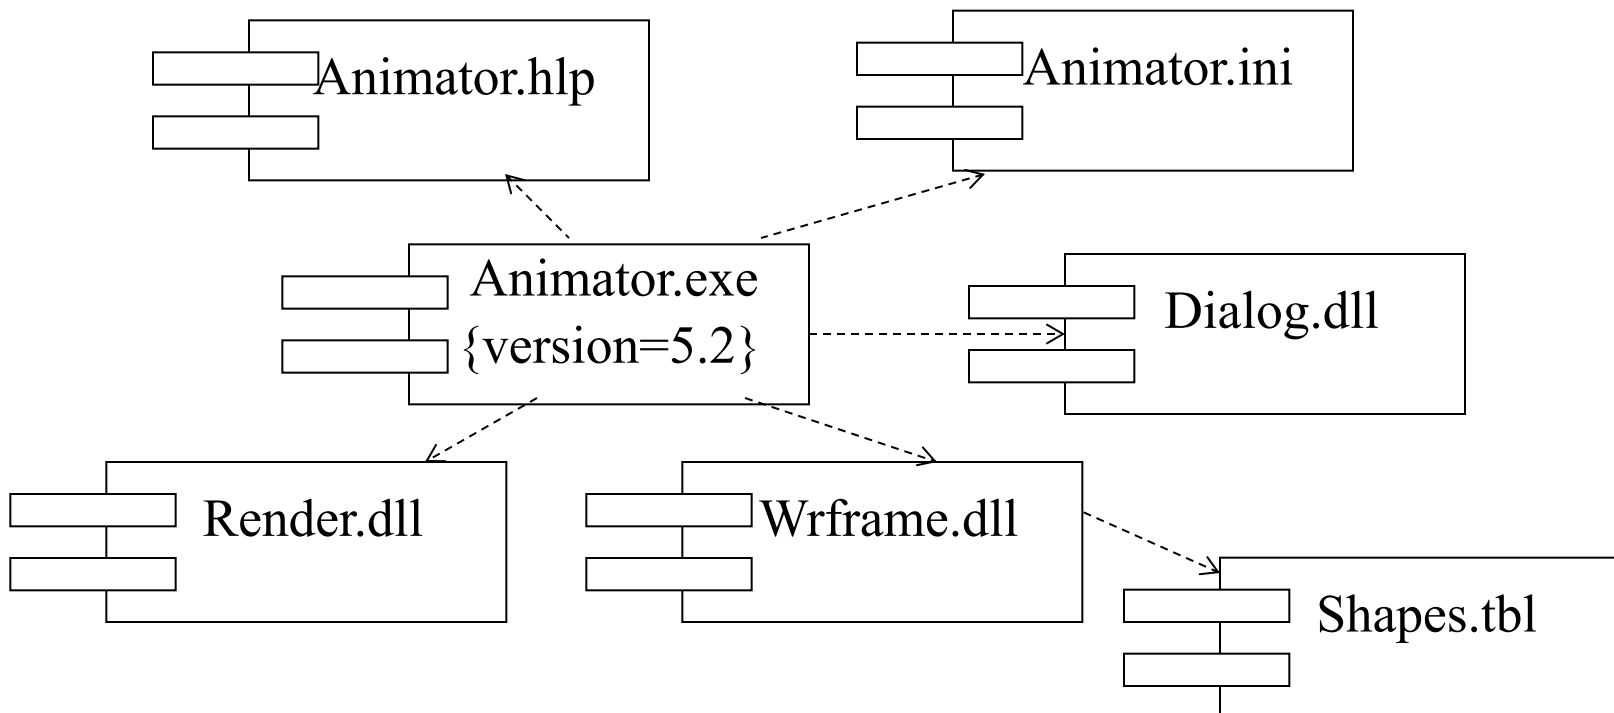 Animator.hlp
Animator.ini
Animator.exe
{version=5.2}
Dialog.dll
Render.dll
Wrframe.dll
Shapes.tbl